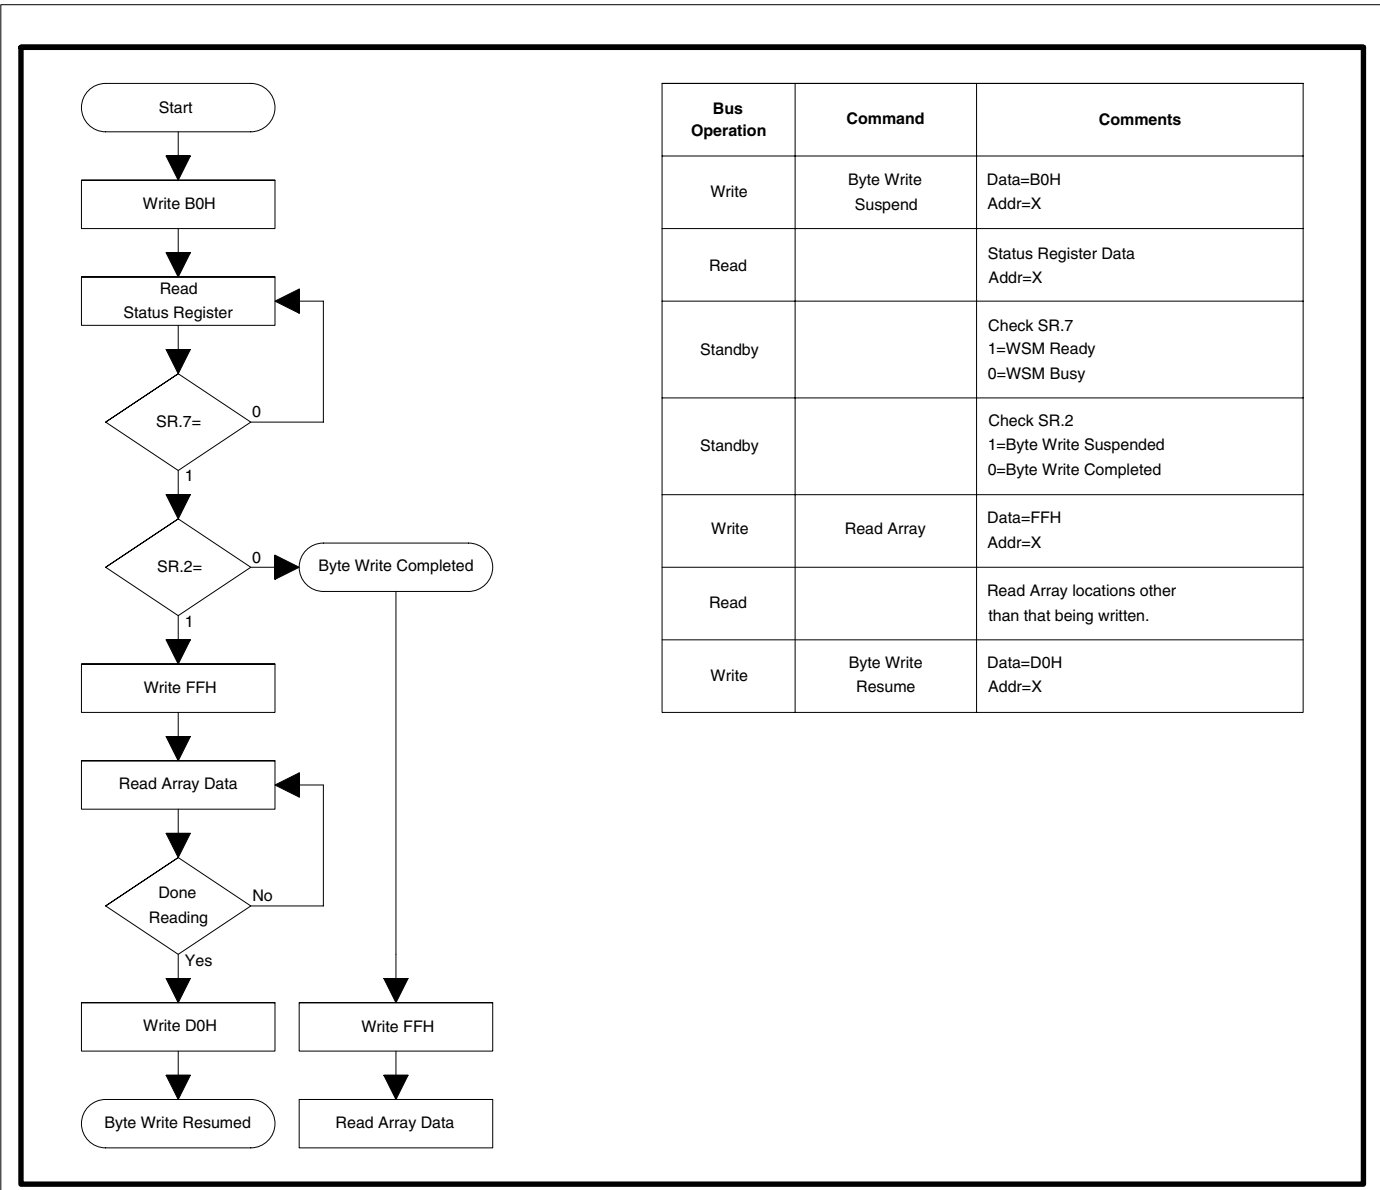 Start
Write B0H
Read
Status Register
SR.7=
0
1
SR.2=
0
Byte Write Completed
1
Write FFH
Read Array Data
Done
Reading
No
Yes
Write D0H
Write FFH
Byte Write Resumed
Read Array Data
Bus
Operation
Command
Comments
Write
Byte Write
Suspend
Data=B0H
Addr=X
Read
Status Register Data
Addr=X
Standby
Check SR.7
1=WSM Ready
0=WSM Busy
Standby
Check SR.2
1=Byte Write Suspended
0=Byte Write Completed
Write
Read Array
Data=FFH
Addr=X
Read
Read Array locations other
than that being written.
Write
Byte Write
Resume
Data=D0H
Addr=X